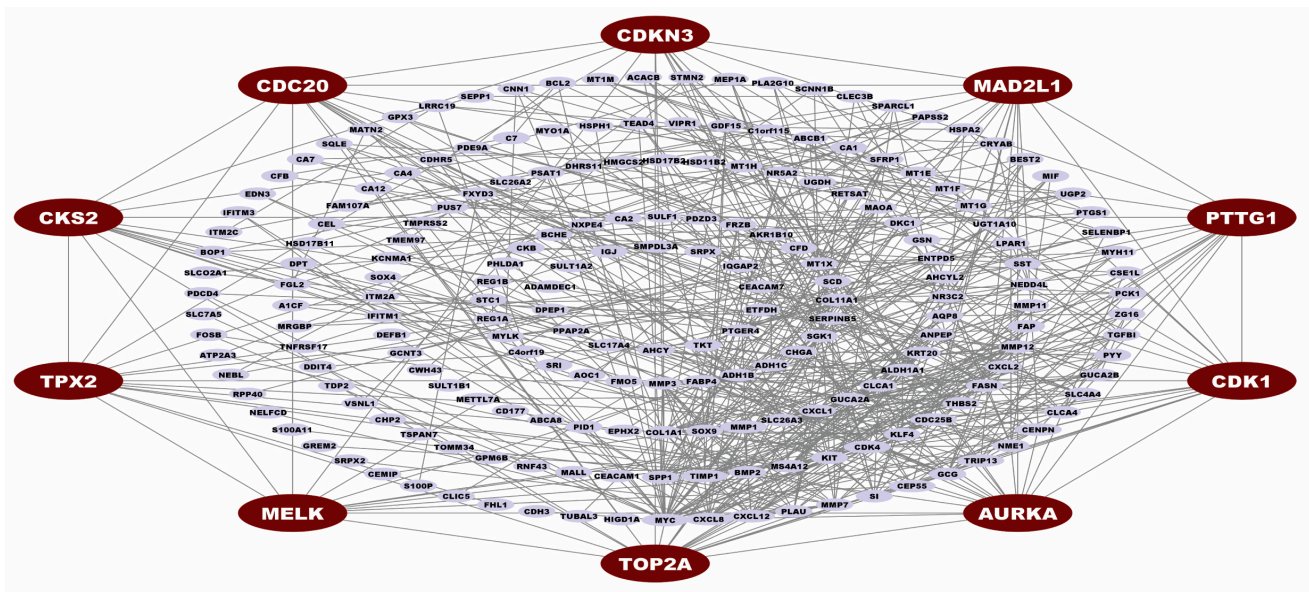 CDKN3
CDC20
MAD2L1
CKS2
PTTG1
TPX2
CDK1
MELK
AURKA
TOP2A
ACACB
STMN2
MT1M
MEP1A
BCL2
PLA2G10
CNN1
SCNN1B
SEPP1
CLEC3B
LRRC19
SPARCL1
GPX3
PAPSS2
MATN2
HSPA2
SQLE
CRYAB
CA7
BEST2
CFB
MIF
EDN3
UGP2
IFITM3
PTGS1
ITM2C
SELENBP1
BOP1
MYH11
SLCO2A1
CSE1L
PDCD4
PCK1
SLC7A5
ZG16
FOSB
TGFBI
ATP2A3
PYY
NEBL
GUCA2B
RPP40
SLC4A4
NELFCD
CLCA4
S100A11
CENPN
GREM2
NME1
SRPX2
TRIP13
CEMIP
GCG
S100P
CEP55
CLIC5
SI
FHL1
MMP7
CDH3
PLAU
TUBAL3
CXCL12
HIGD1A
CXCL8
MYC
TEAD4
VIPR1
HSPH1
GDF15
MYO1A
C1orf115
C7
ABCB1
PDE9A
CA1
CDHR5
SFRP1
CA4
MT1E
CA12
MT1F
FAM107A
MT1G
CEL
UGT1A10
HSD17B11
LPAR1
DPT
SST
FGL2
NEDD4L
A1CF
MMP11
MRGBP
FAP
TNFRSF17
MMP12
DDIT4
CXCL2
TDP2
FASN
VSNL1
THBS2
CHP2
CDC25B
TSPAN7
KLF4
TOMM34
CDK4
GPM6B
KIT
RNF43
MS4A12
MALL
BMP2
CEACAM1
TIMP1
SPP1
HSD17B2
HMGCS2
HSD11B2
DHRS11
MT1H
PSAT1
NR5A2
SLC26A2
UGDH
FXYD3
RETSAT
PUS7
MAOA
TMPRSS2
DKC1
TMEM97
GSN
KCNMA1
ENTPD5
SOX4
AHCYL2
ITM2A
NR3C2
IFITM1
AQP8
DEFB1
ANPEP
GCNT3
KRT20
CWH43
ALDH1A1
SULT1B1
CLCA1
METTL7A
GUCA2A
CD177
CXCL1
ABCA8
SLC26A3
PID1
MMP1
EPHX2
SOX9
COL1A1
SULF1
CA2
PDZD3
NXPE4
FRZB
BCHE
AKR1B10
CKB
CFD
PHLDA1
MT1X
REG1B
SCD
STC1
COL11A1
REG1A
SERPINB5
MYLK
SGK1
C4orf19
CHGA
SRI
ADH1C
AOC1
ADH1B
FMO5
FABP4
MMP3
SMPDL3A
IGJ
SRPX
SULT1A2
IQGAP2
ADAMDEC1
CEACAM7
DPEP1
ETFDH
PPAP2A
PTGER4
SLC17A4
TKT
AHCY